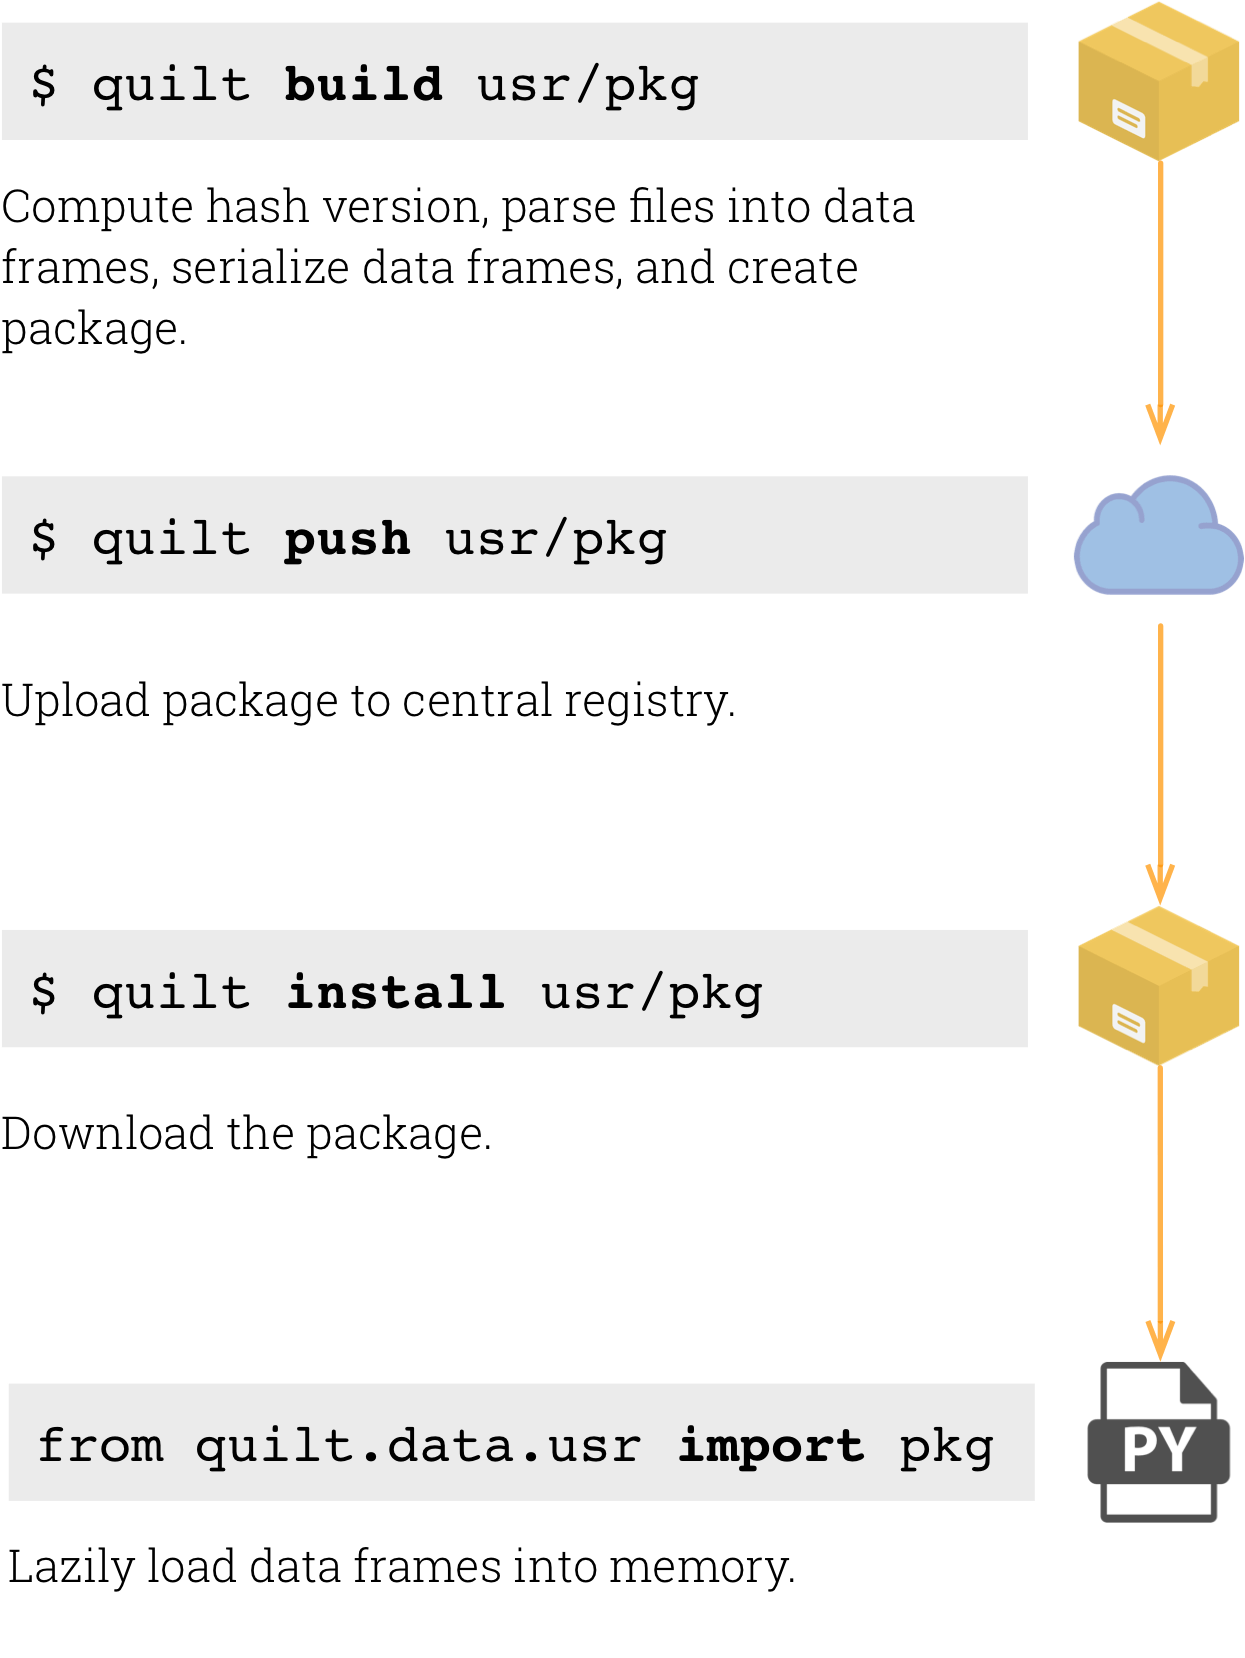 $ quilt build usr/pkg
Compute hash version, parse files into data
frames, serialize data frames, and create
package.
$ quilt push usr/pkg
Upload package to central registry.
$ quilt install usr/pkg
Download the package.
from quilt.data.usr import pkg
PY
Lazily load data frames into memory.